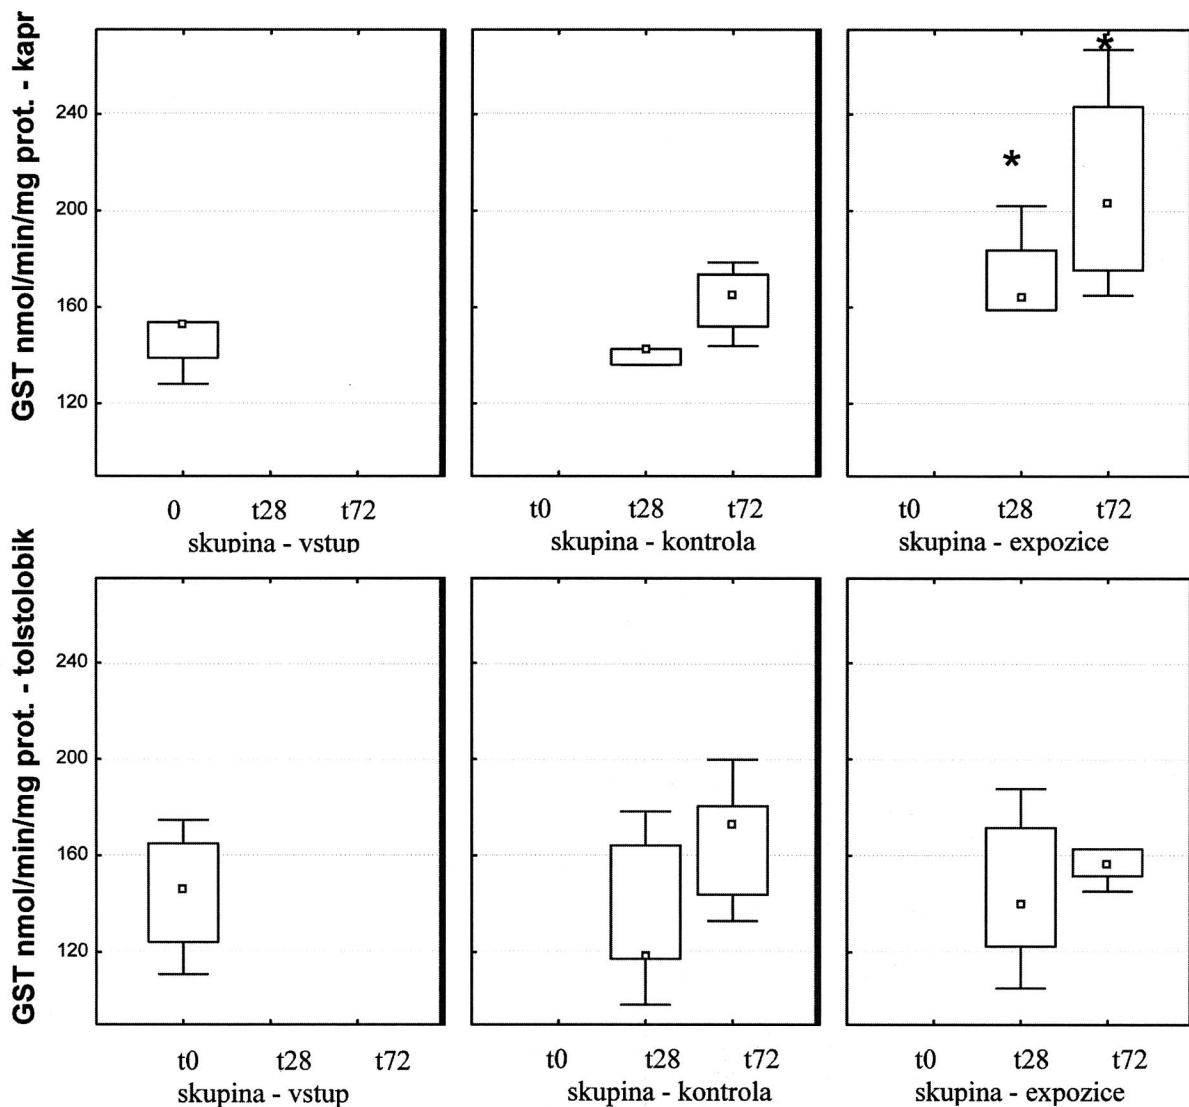 GST nmol/min/mg prot. - kapr
240
200
160
120
*
*
0 t28 t72
skupina - vstup
t0 t28 t72
skupina - kontrola
t0 t28 t72
skupina - expozice
GST nmol/min/mg prot. - tolstolobik
240
200
160
120
t0 t28 t72
skupina - vstup
t0 t28 t72
skupina - kontrola
t0 t28 t72
skupina - expozice